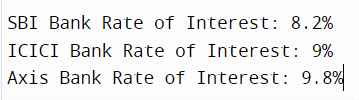 SBI Bank Rate of Interest: 8.2%
ICICI Bank Rate of Interest: 9%
Axis Bank Rate of Interest: 9.8%